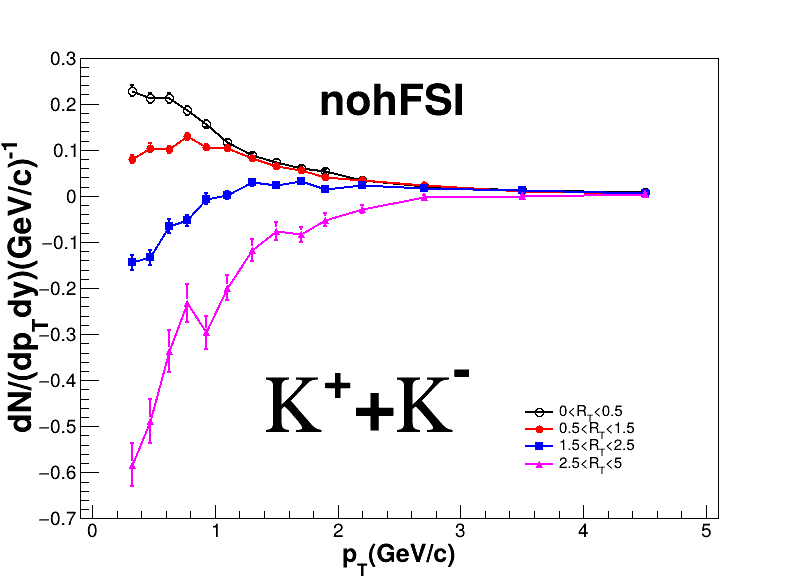 nohFSI
dN/(dp_T dy)(GeV/c)^-1
0.3
0.2
0.1
0
−0.1
−0.2
−0.3
−0.4
−0.5
−0.6
−0.7
K^+ + K^-
0<R_T<0.5
0.5<R_T<1.5
1.5<R_T<2.5
2.5<R_T<5
0 1 2 3 4 5
p_T(GeV/c)